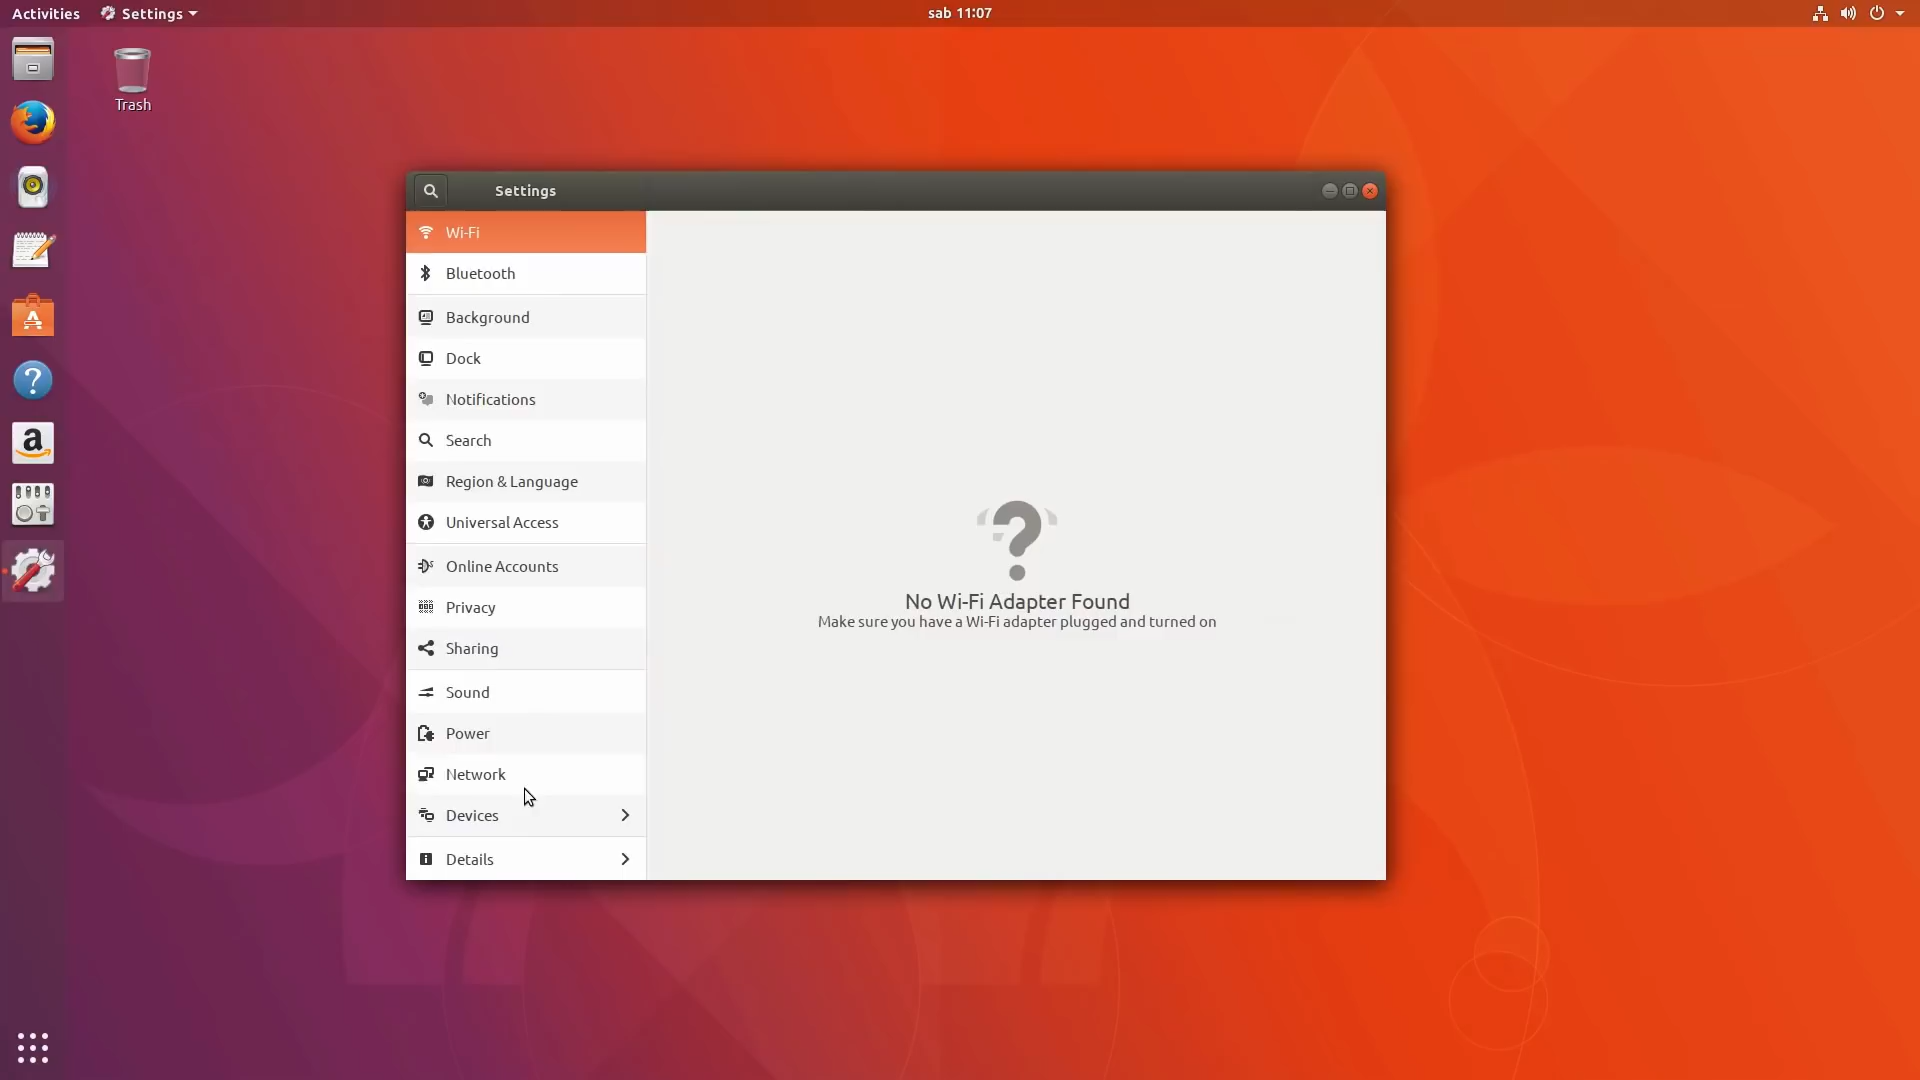 Activities
Settings
sab 11:07
Trash
Settings
Wi-Fi
Bluetooth
Background
Dock
Notifications
Search
Region & Language
Universal Access
Online Accounts
Privacy
Sharing
Sound
Power
Network
Devices
Details
No Wi-Fi Adapter Found
Make sure you have a Wi-Fi adapter plugged and turned on